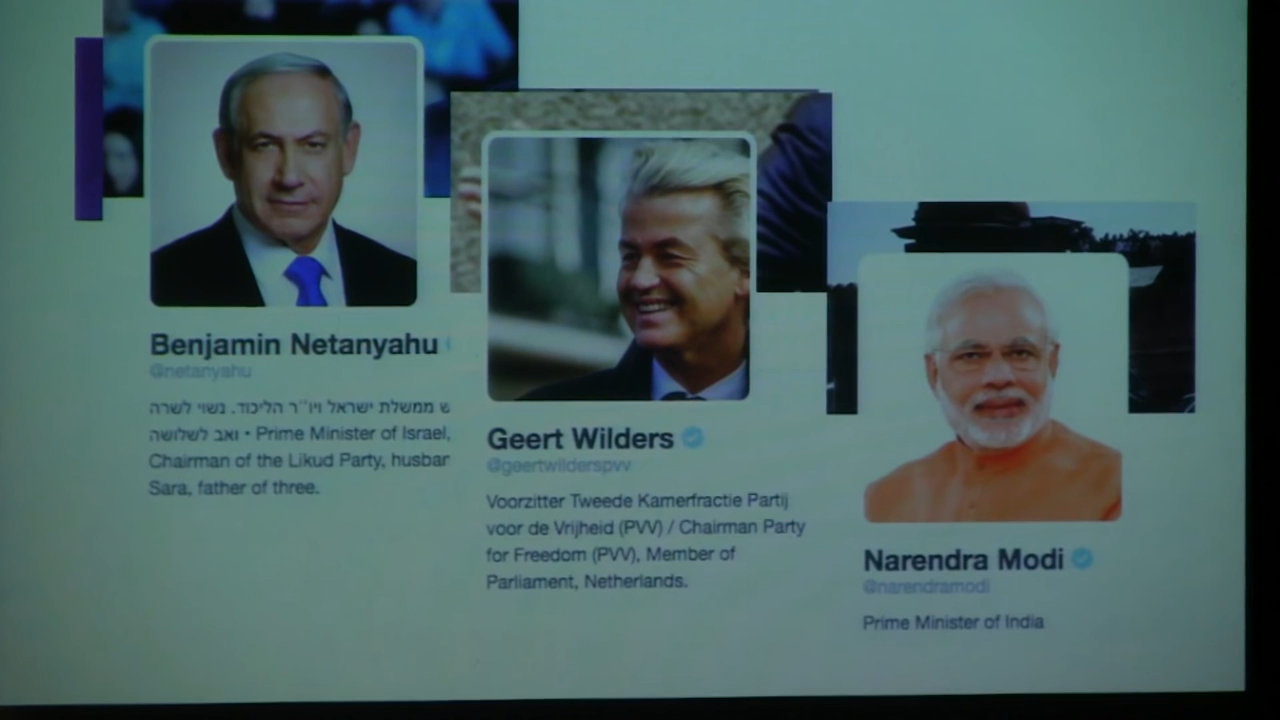 Benjamin Netanyahu
@netanyahu
ש ממשלת ישראל ויו"ר הליכוד. נשוי לשרה
ואב לשלושה • Prime Minister of Israel,
Chairman of the Likud Party, husban
Sara, father of three.
Geert Wilders
@geertwilderspvv
Voorzitter Tweede Kamerfractie Partij
voor de Vrijheid (PVV) / Chairman Party
for Freedom (PVV), Member of
Parliament, Netherlands.
Narendra Modi
@narendramodi
Prime Minister of India